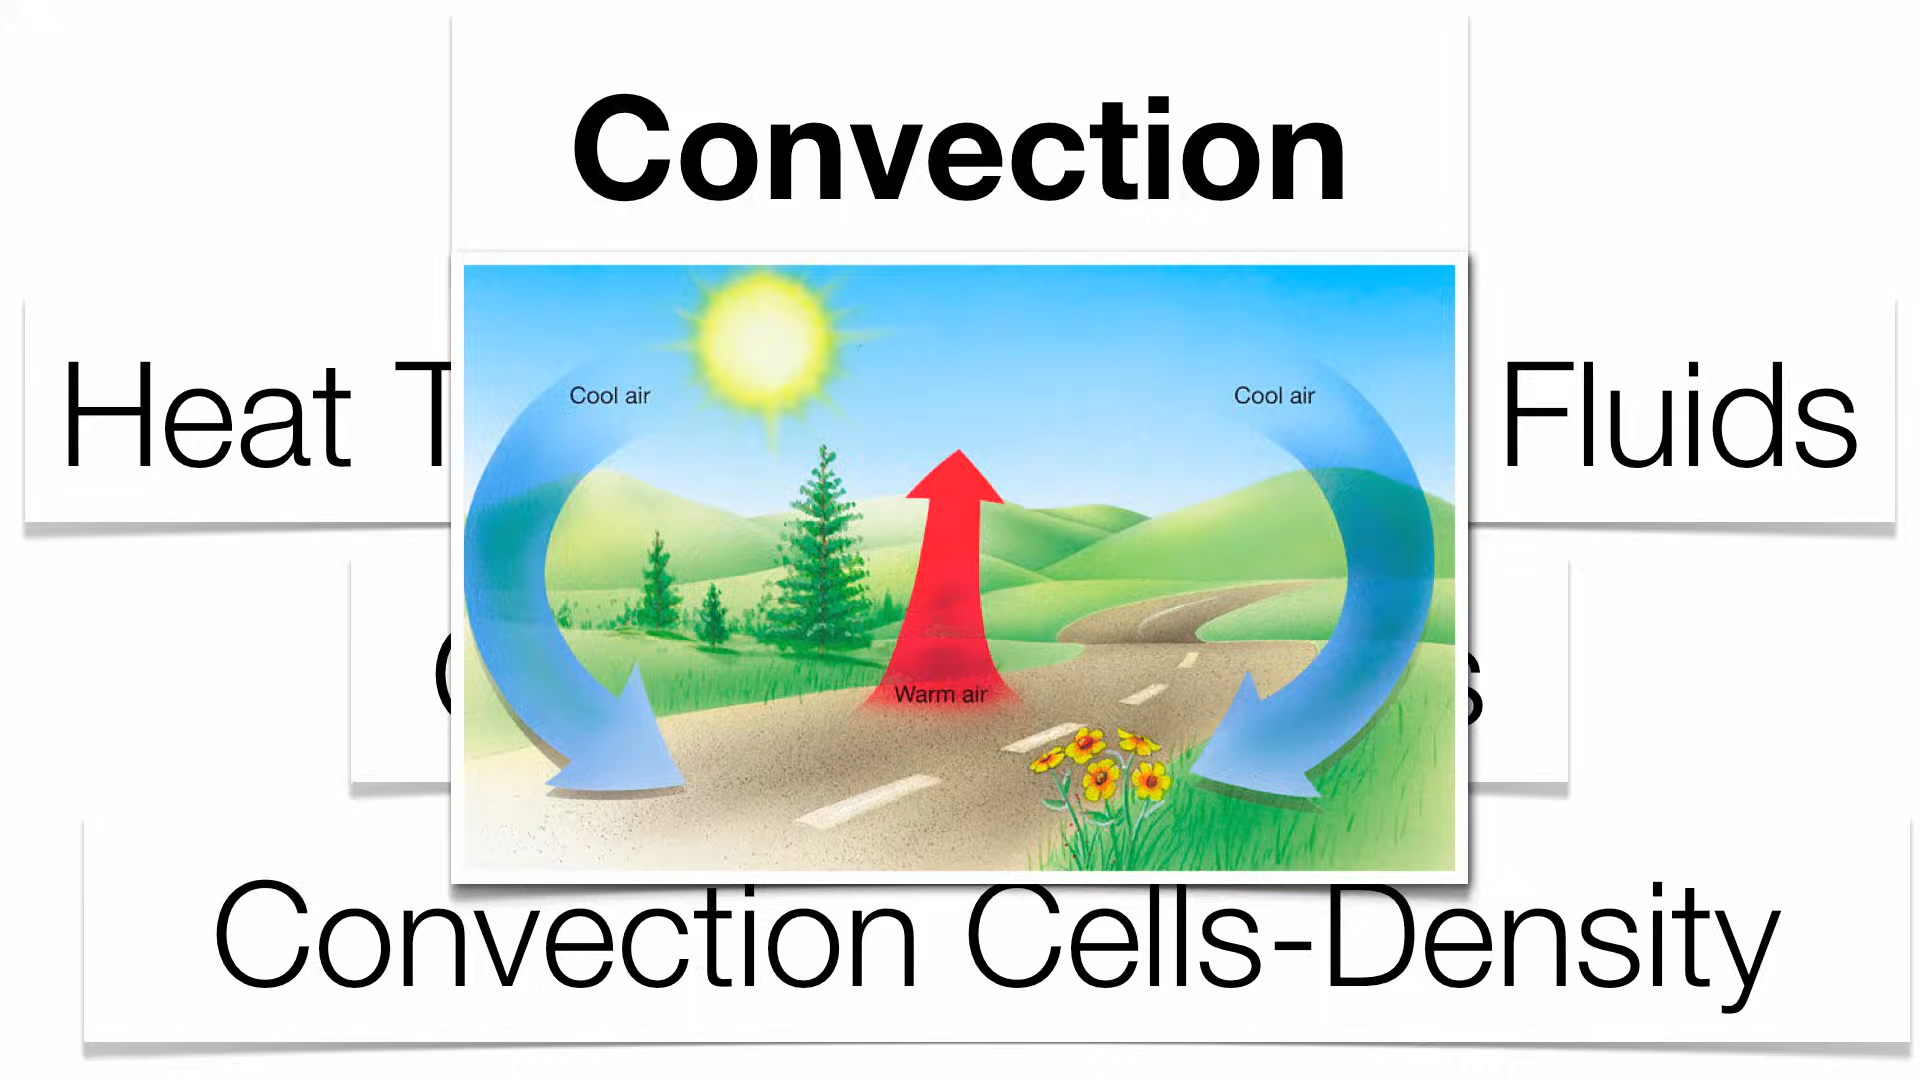 Convection
Heat Fluids
Cool air Cool air
Warm air
Convection Cells-Density